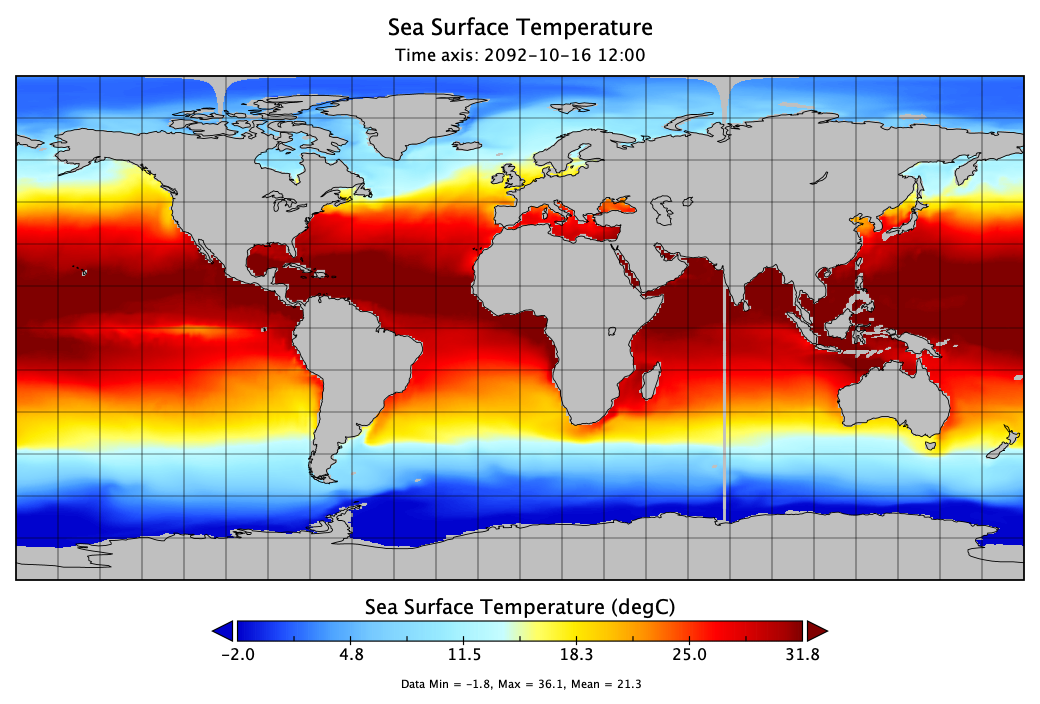 Sea Surface Temperature
Time axis: 2092-10-16 12:00
Sea Surface Temperature (degC)
-2.0 4.8 11.5 18.3 25.0 31.8
Data Min = -1.8, Max = 36.1, Mean = 21.3